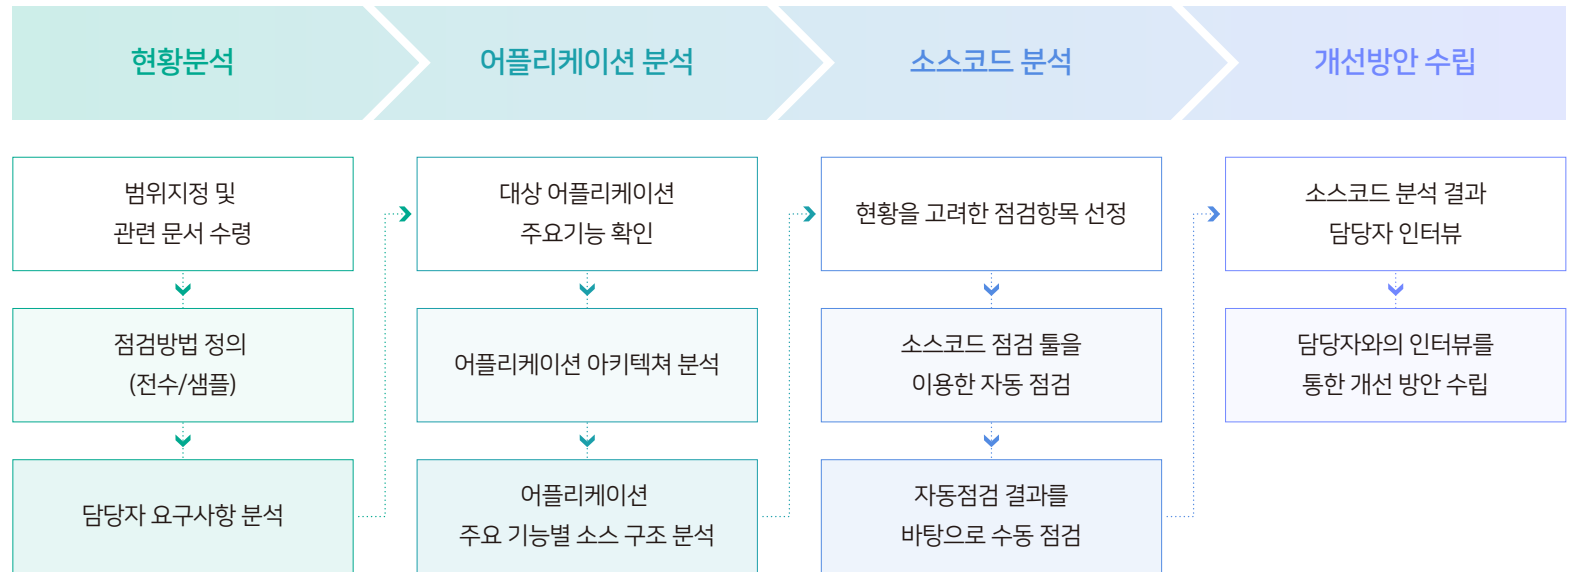 현황분석
어플리케이션 분석
소스코드 분석
개선방안 수립
범위지정 및
관련 문서 수령
점검방법 정의
(전수/샘플)
담당자 요구사항 분석
대상 어플리케이션
주요기능 확인
어플리케이션 아키텍쳐 분석
어플리케이션
주요 기능별 소스 구조 분석
현황을 고려한 점검항목 선정
소스코드 점검 툴을
이용한 자동 점검
자동점검 결과를
바탕으로 수동 점검
소스코드 분석 결과
담당자 인터뷰
담당자와의 인터뷰를
통한 개선 방안 수립